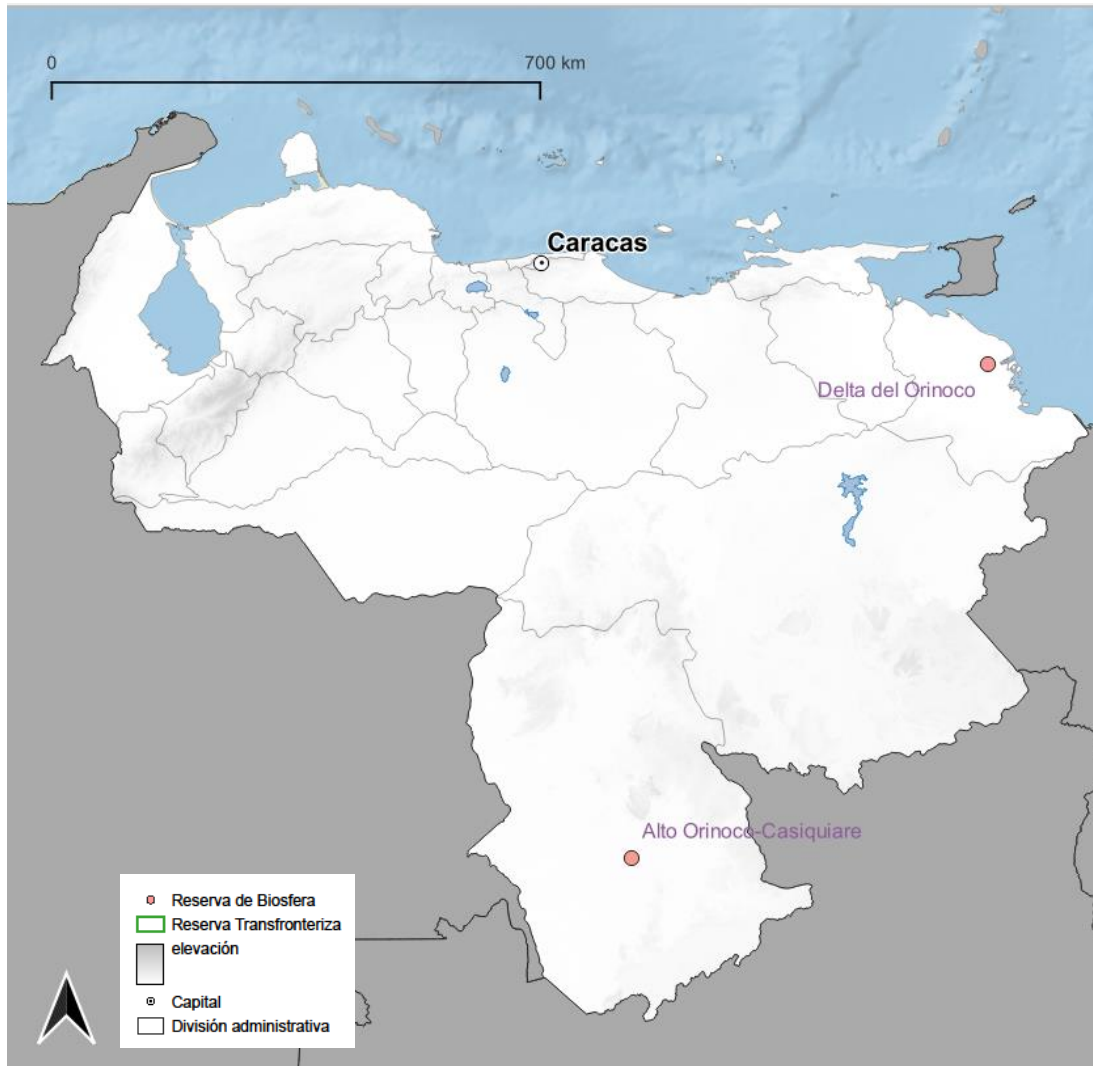 0 700 km
Caracas
Delta del Orinoco
Alto Orinoco-Casiquiare
Reserva de Biosfera
Reserva Transfronteriza
elevación
Capital
División administrativa